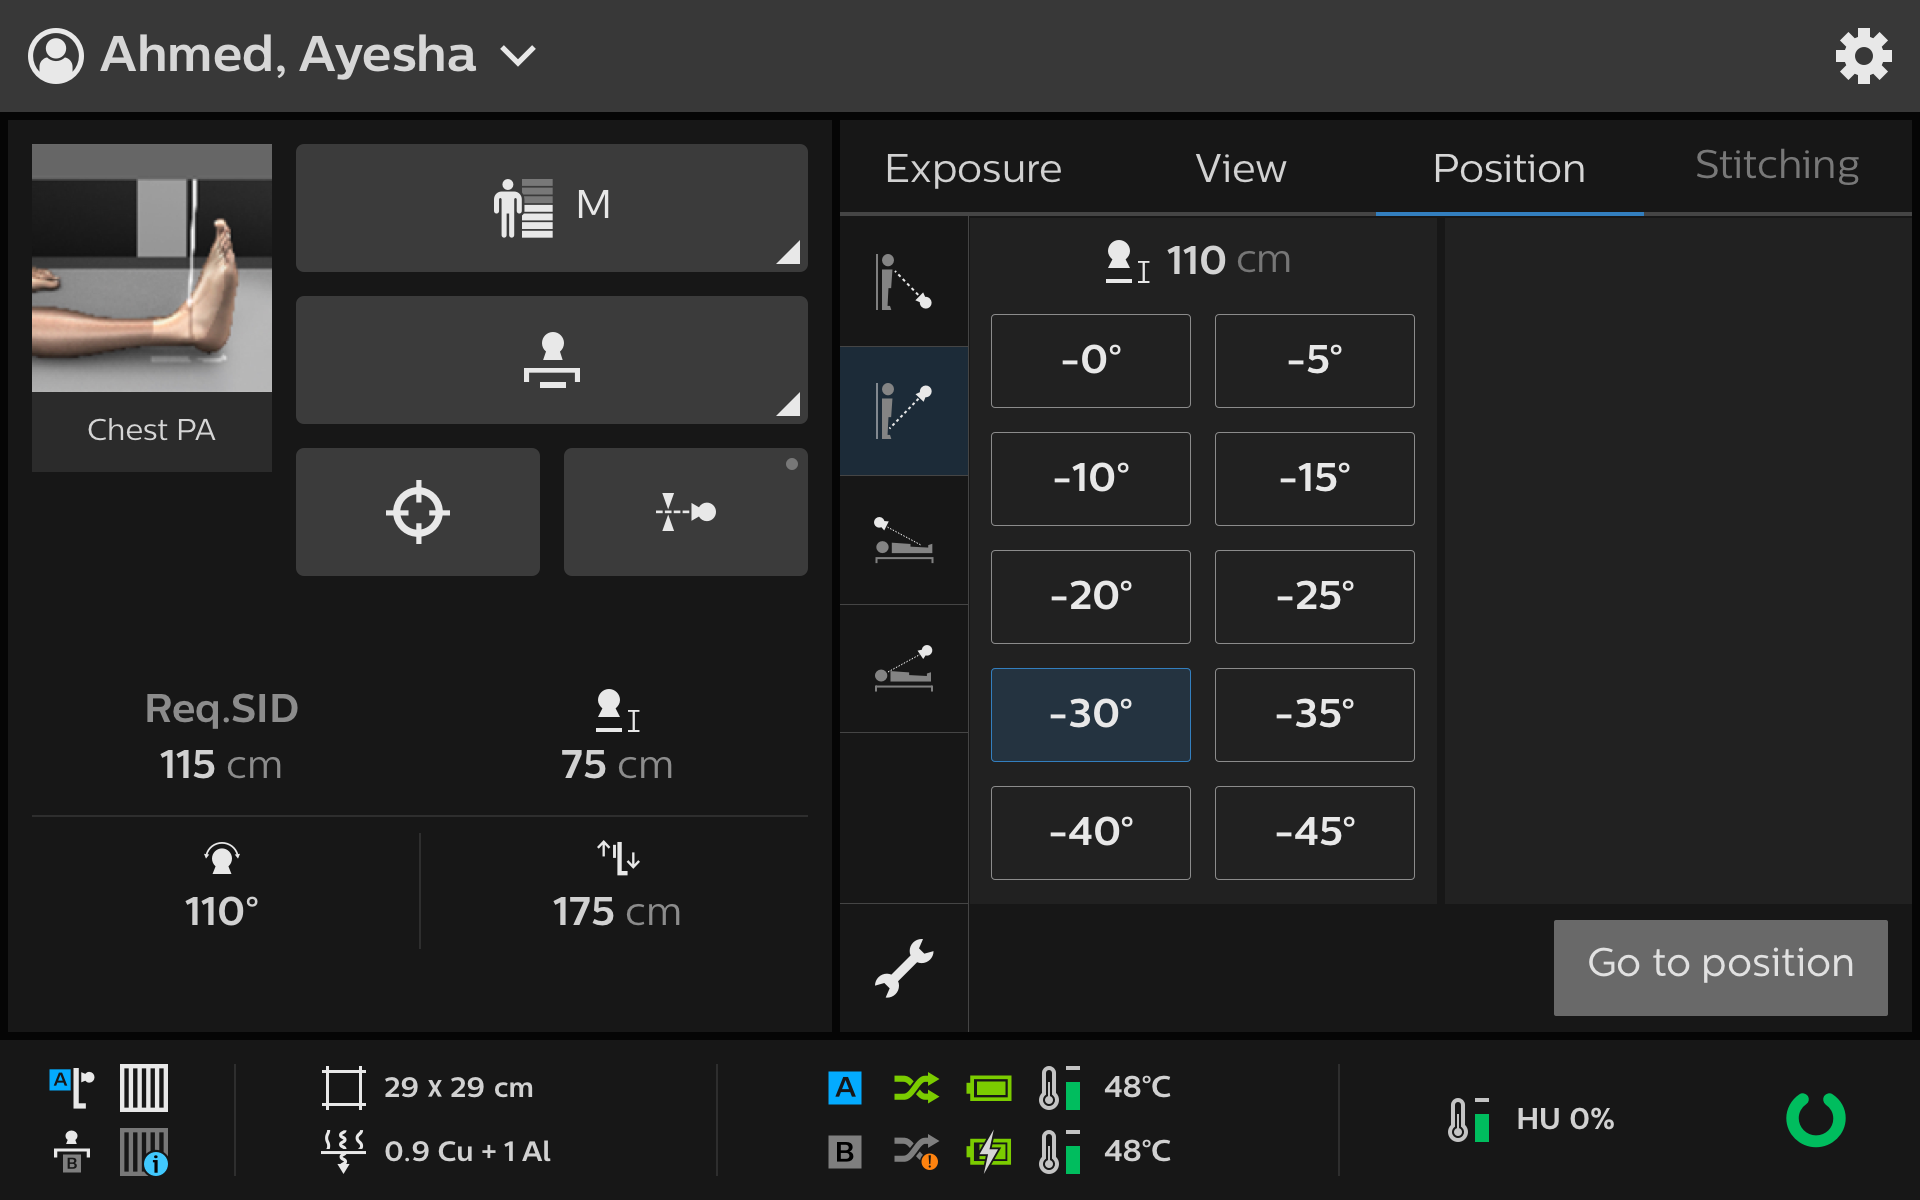 Ahmed, Ayesha
M
Chest PA
Req.SID
115 cm
75 cm
110°
175 cm
Exposure
View
Position
Stitching
110 cm
-0°
-5°
-10°
-15°
-20°
-25°
-30°
-35°
-40°
-45°
Go to position
A
B
i
29 x 29 cm
0.9 Cu + 1 Al
A
48°C
B
!
48°C
HU 0%